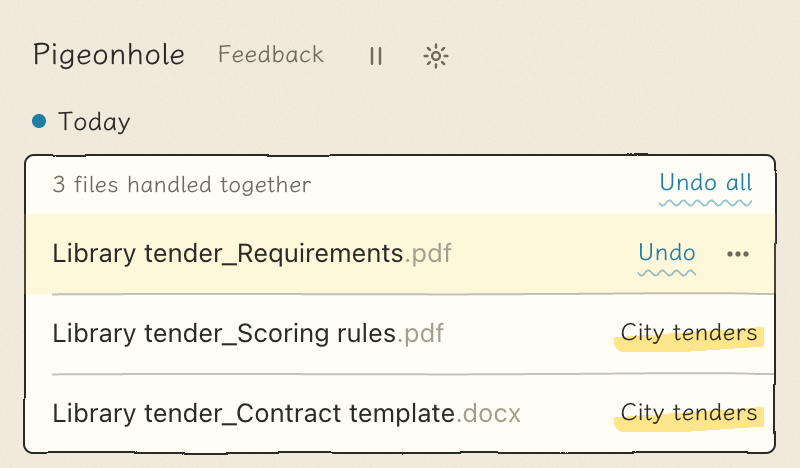 Pigeonhole Feedback
Today
3 files handled together Undo all
Library tender_Requirements.pdf Undo
Library tender_Scoring rules.pdf City tenders
Library tender_Contract template.docx City tenders